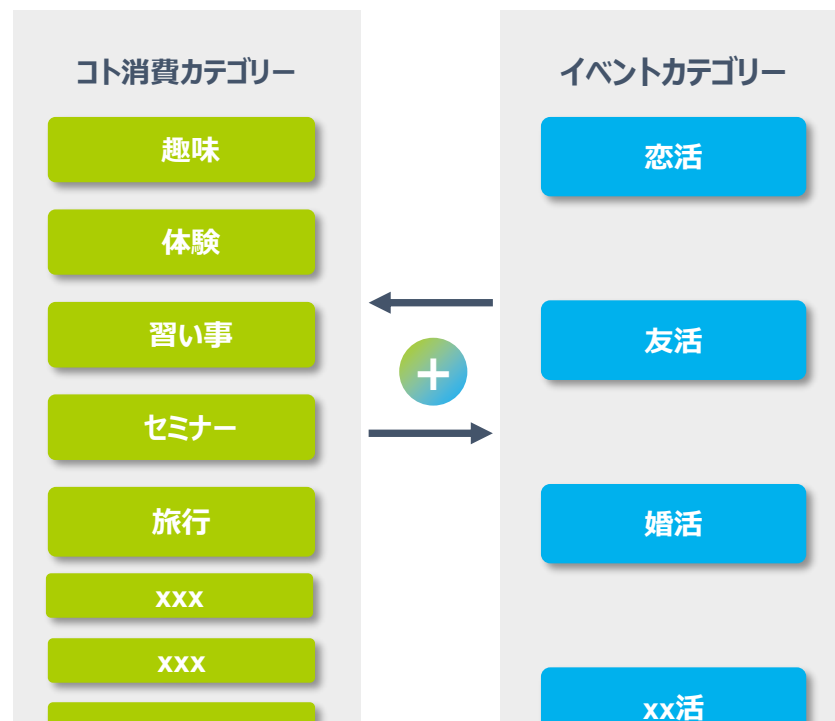 コト消費カテゴリー
趣味
体験
習い事
セミナー
旅行
xxx
xxx
+
イベントカテゴリー
恋活
友活
婚活
xx活